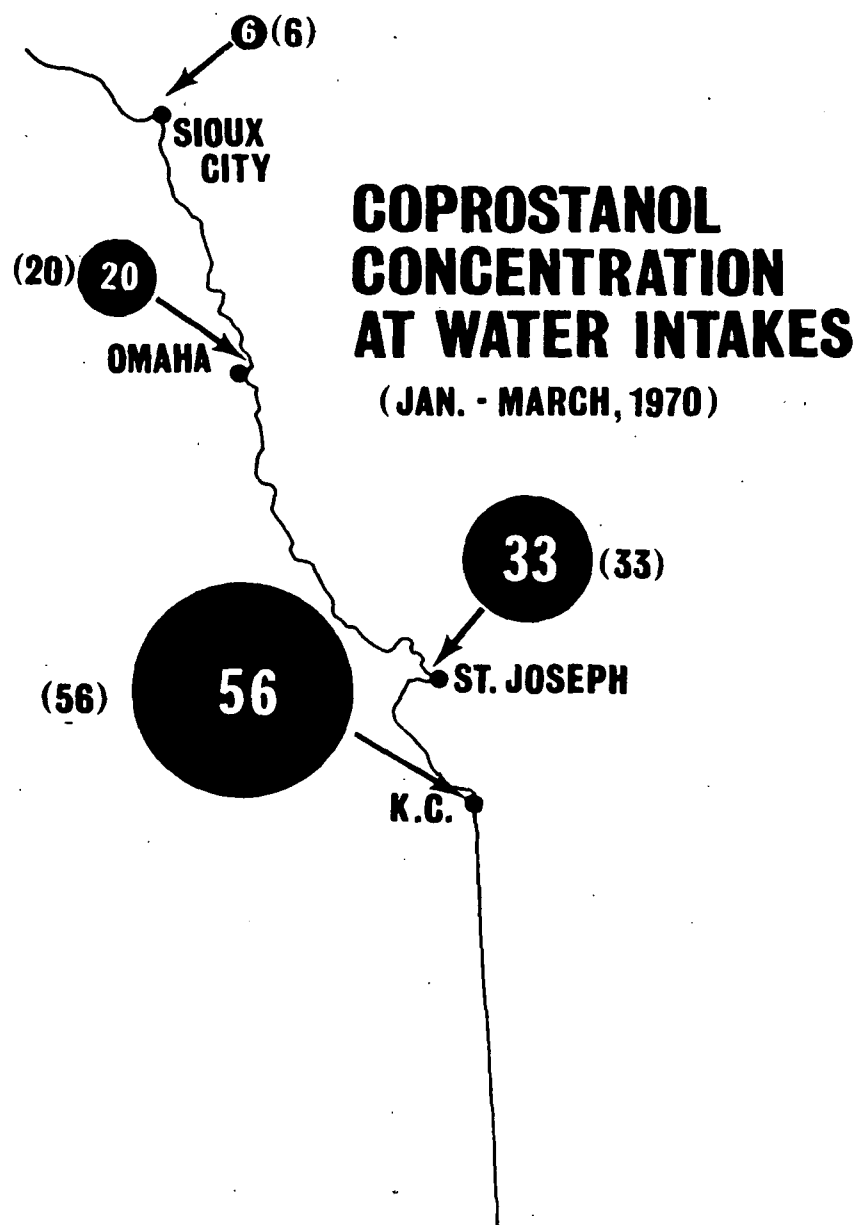 6 (6)
SIOUX
CITY
COPROSTANOL
CONCENTRATION
AT WATER INTAKES
(JAN. - MARCH, 1970)
(20) 20
OMAHA
33 (33)
(56) 56
ST. JOSEPH
K.C.